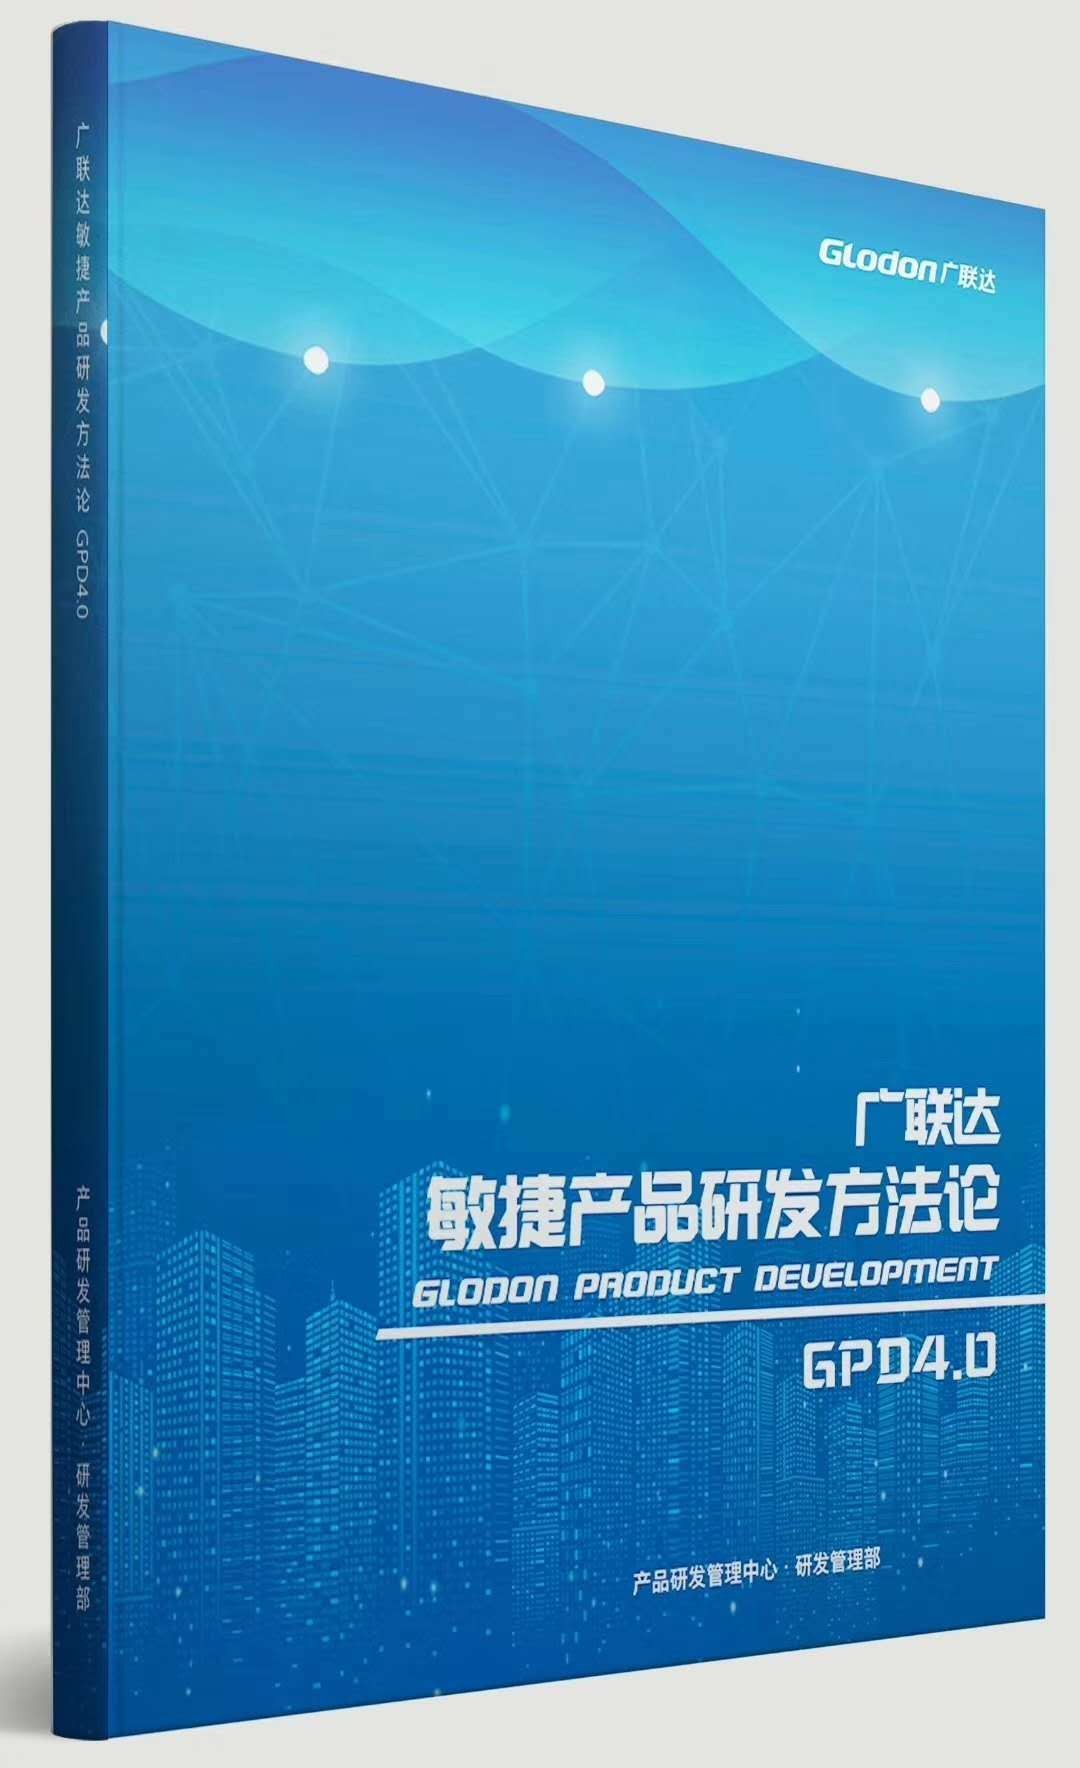 广联达敏捷产品研发方法论 GPD4.0
产品研发管理中心·研发管理部
GLodon广联达
广联达
敏捷产品研发方法论
GLODON PRODUCT DEVELOPMENT
GPD4.0
产品研发管理中心·研发管理部